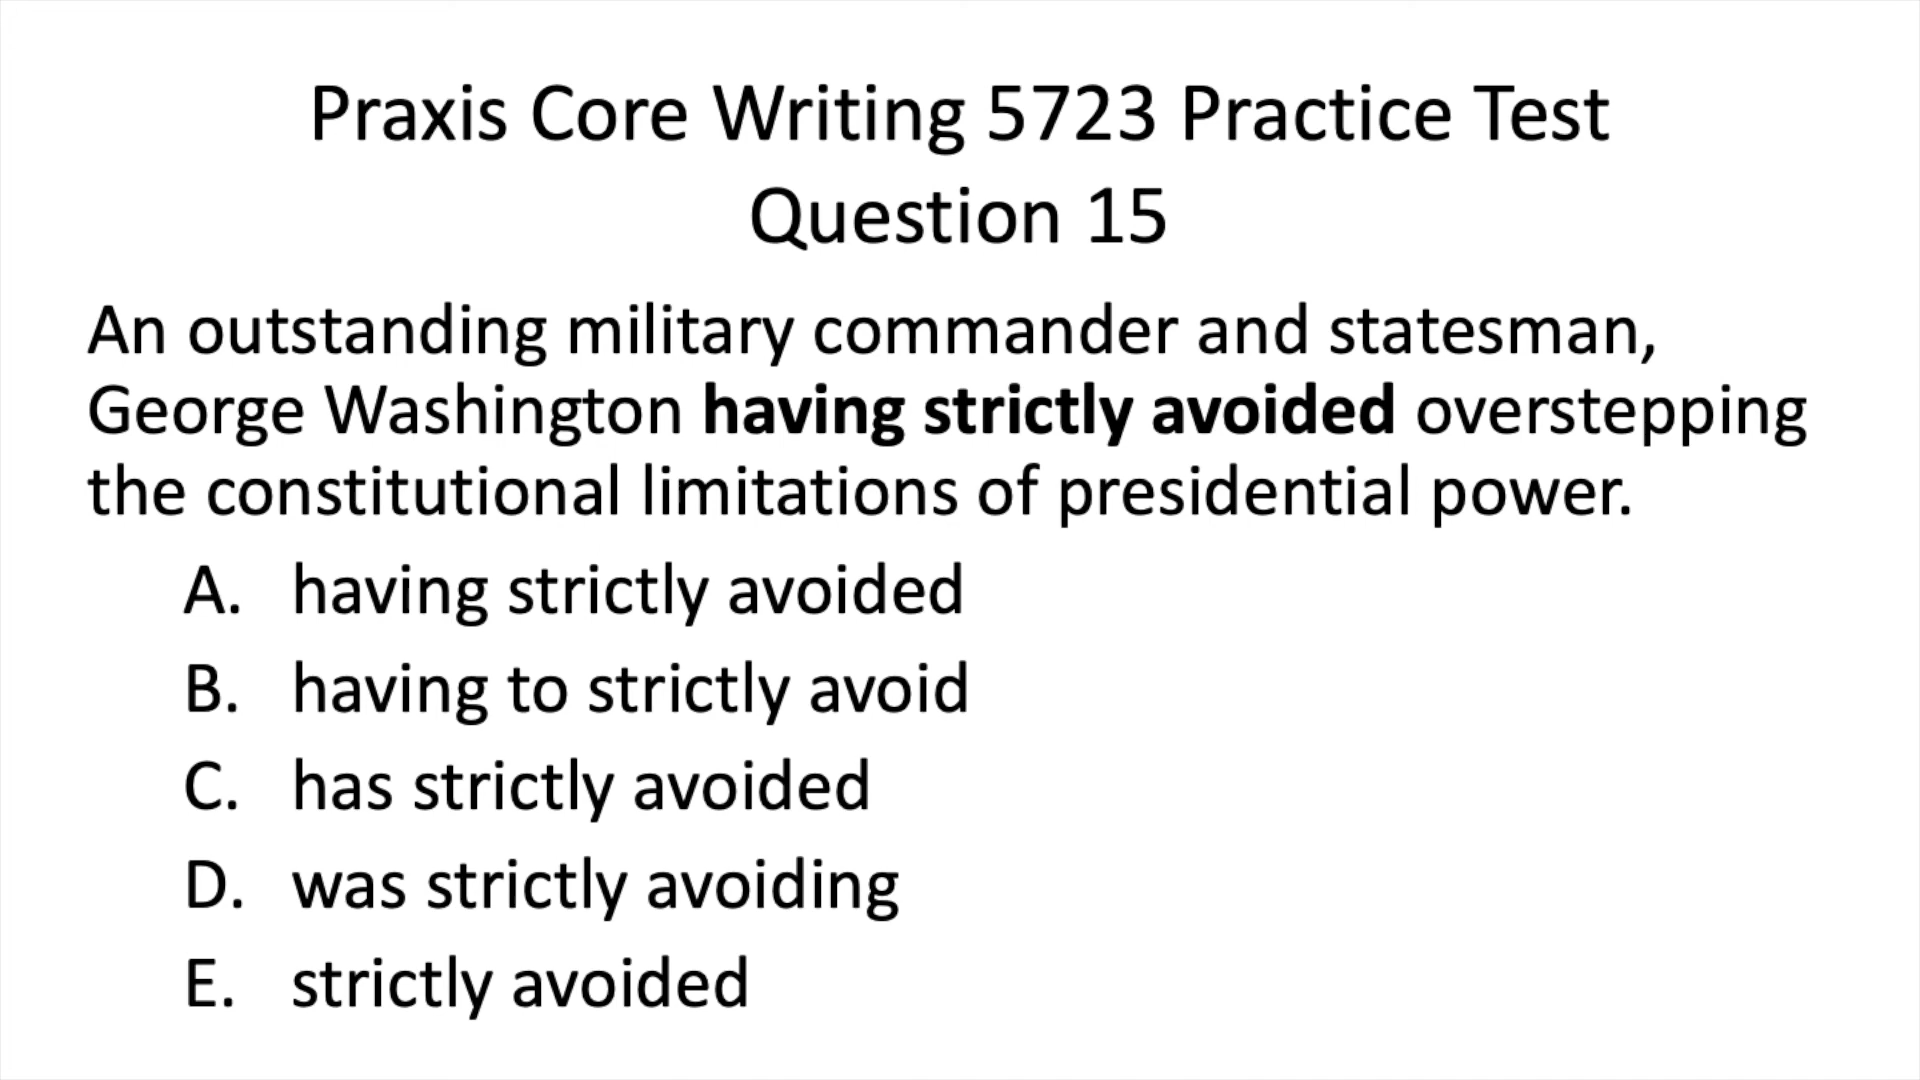 Praxis Core Writing 5723 Practice Test
Question 15
An outstanding military commander and statesman,
George Washington having strictly avoided overstepping
the constitutional limitations of presidential power.
A. having strictly avoided
B. having to strictly avoid
C. has strictly avoided
D. was strictly avoiding
E. strictly avoided